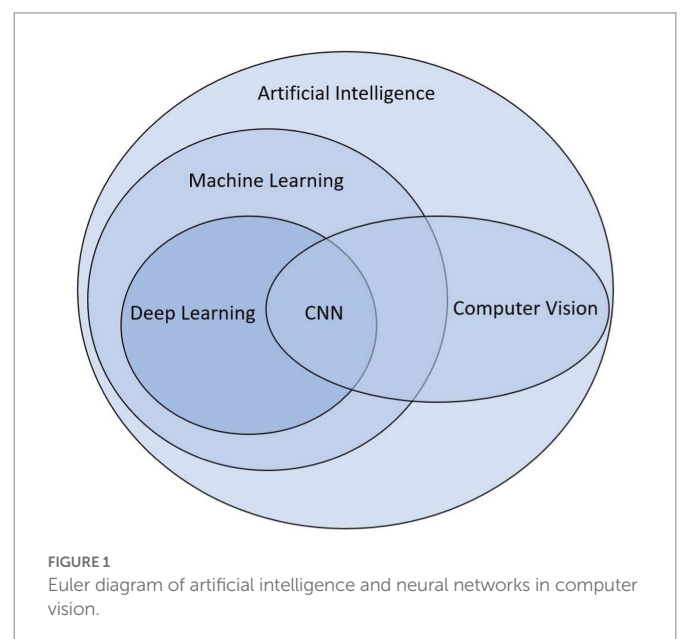 Artificial Intelligence
Machine Learning
Deep Learning
CNN
Computer Vision
FIGURE 1
Euler diagram of artificial intelligence and neural networks in computer
vision.